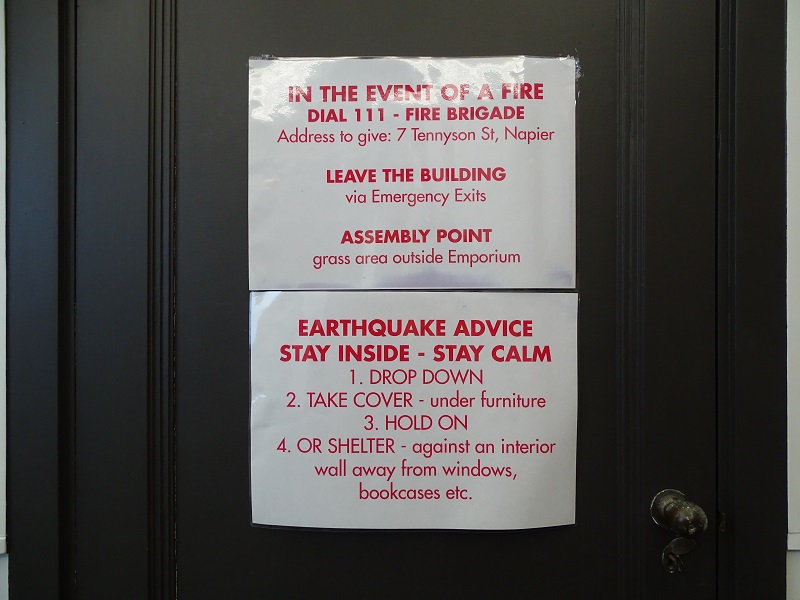 IN THE EVENT OF A FIRE
DIAL 111 - FIRE BRIGADE
Address to give: 7 Tennyson St, Napier
LEAVE THE BUILDING
via Emergency Exits
ASSEMBLY POINT
grass area outside Emporium
EARTHQUAKE ADVICE
STAY INSIDE - STAY CALM
1. DROP DOWN
2. TAKE COVER - under furniture
3. HOLD ON
4. OR SHELTER - against an interior
wall away from windows,
bookcases etc.